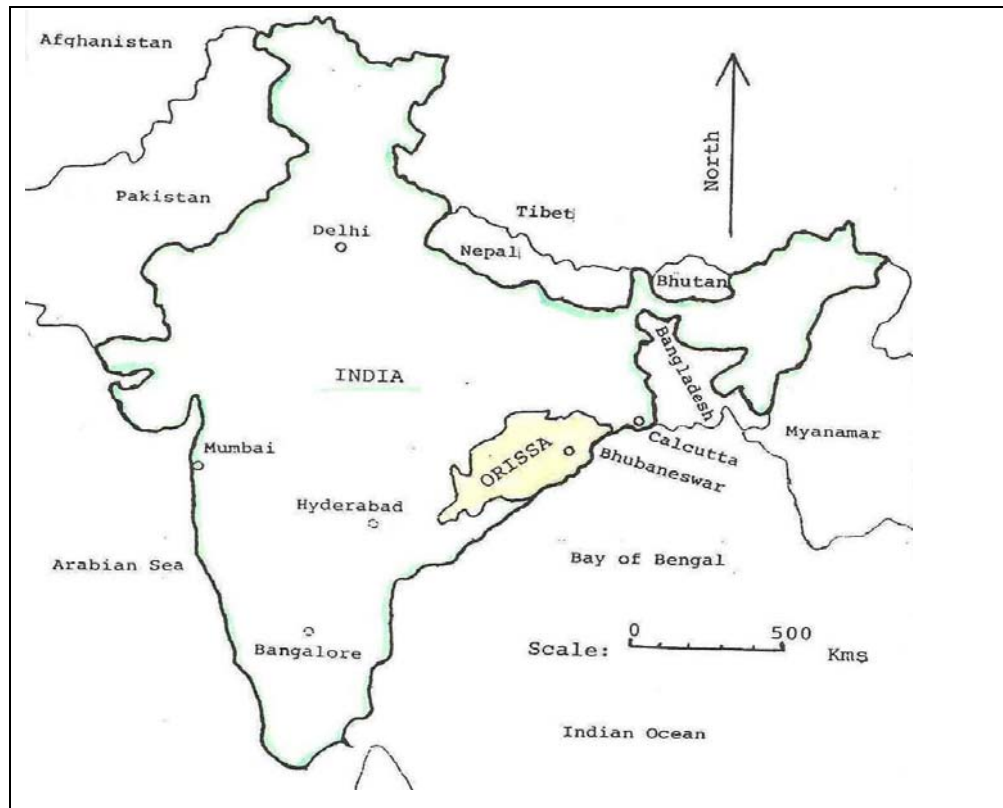 Afghanistan
North
Pakistan
Tibet
Delhi
Nepal
Bhutan
Bangladesh
INDIA
Mumbai
ORISSA
Calcutta
Myanamar
Bhubaneswar
Hyderabad
Arabian Sea
Bay of Bengal
Bangalore
0 500
Scale: Kms
Indian Ocean